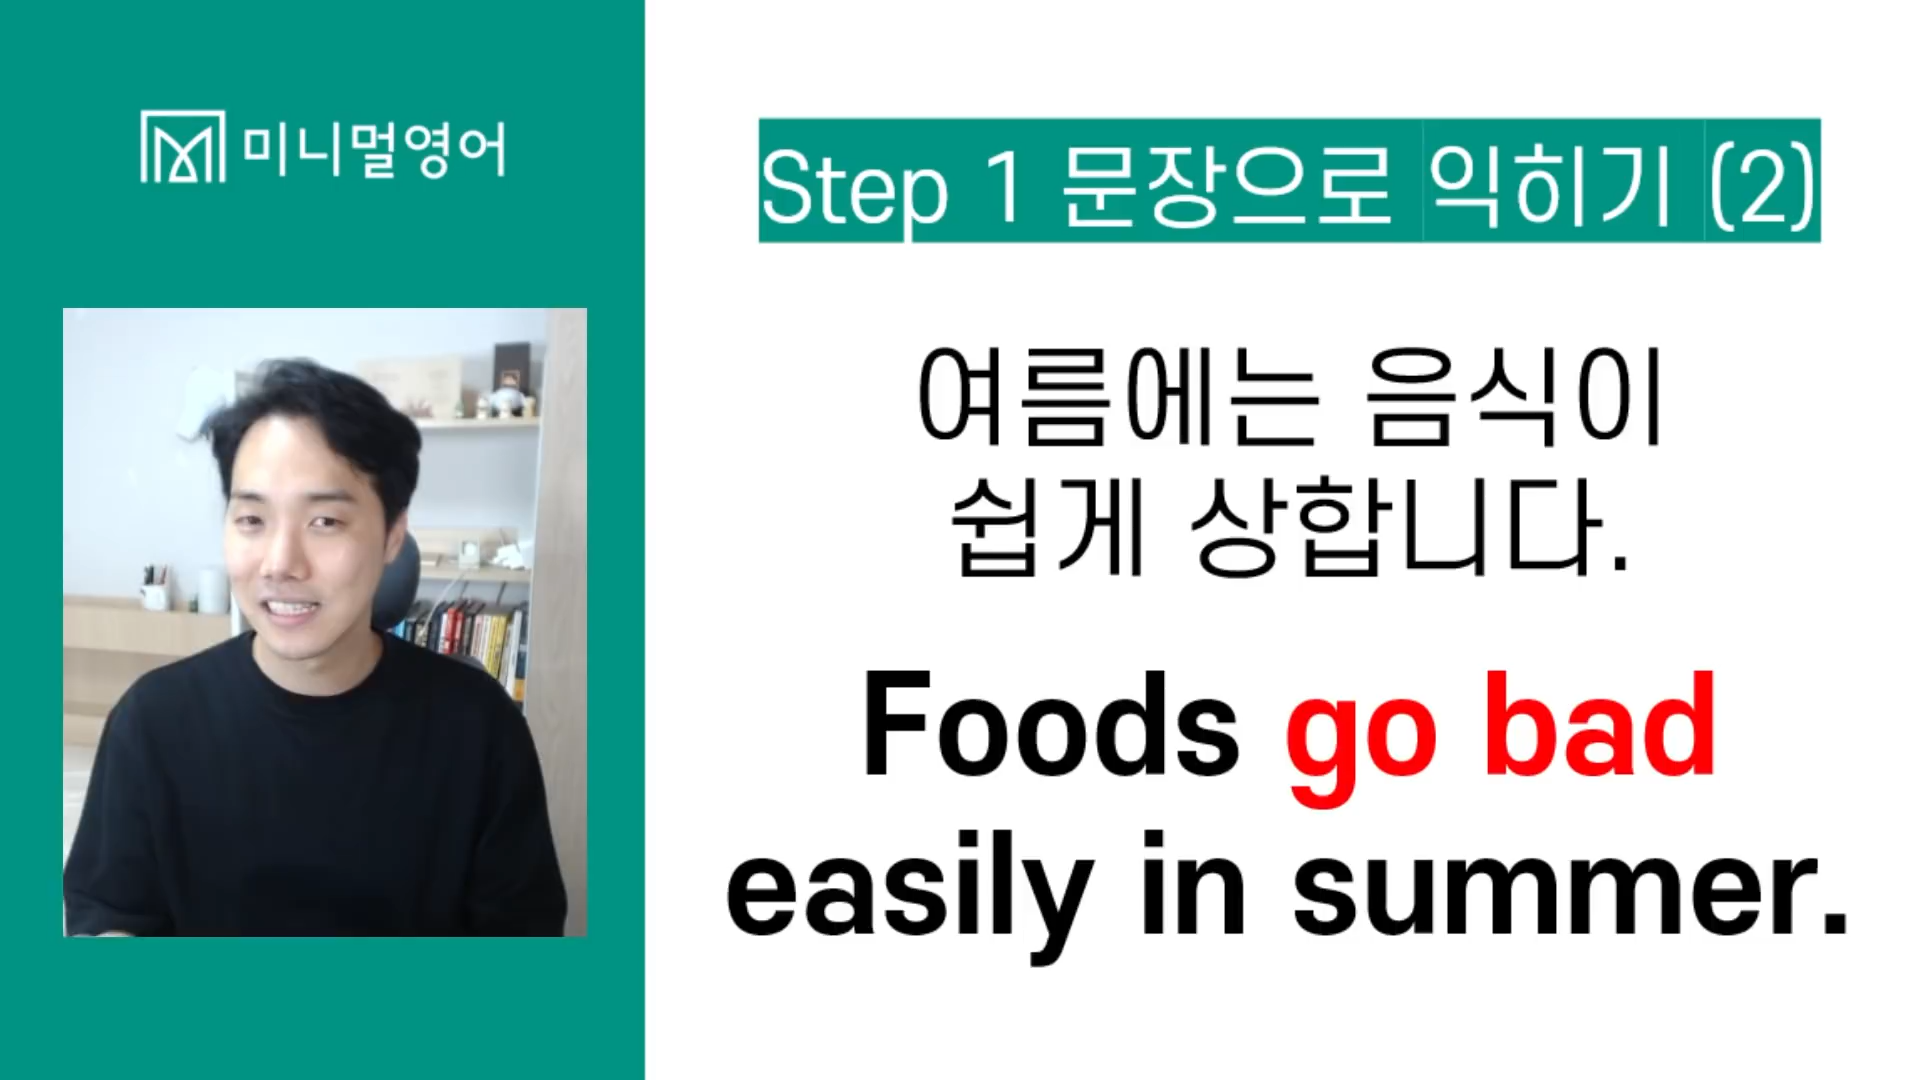 미니멀영어
Step 1 문장으로 익히기 (2)
여름에는 음식이
쉽게 상합니다.
Foods go bad
easily in summer.